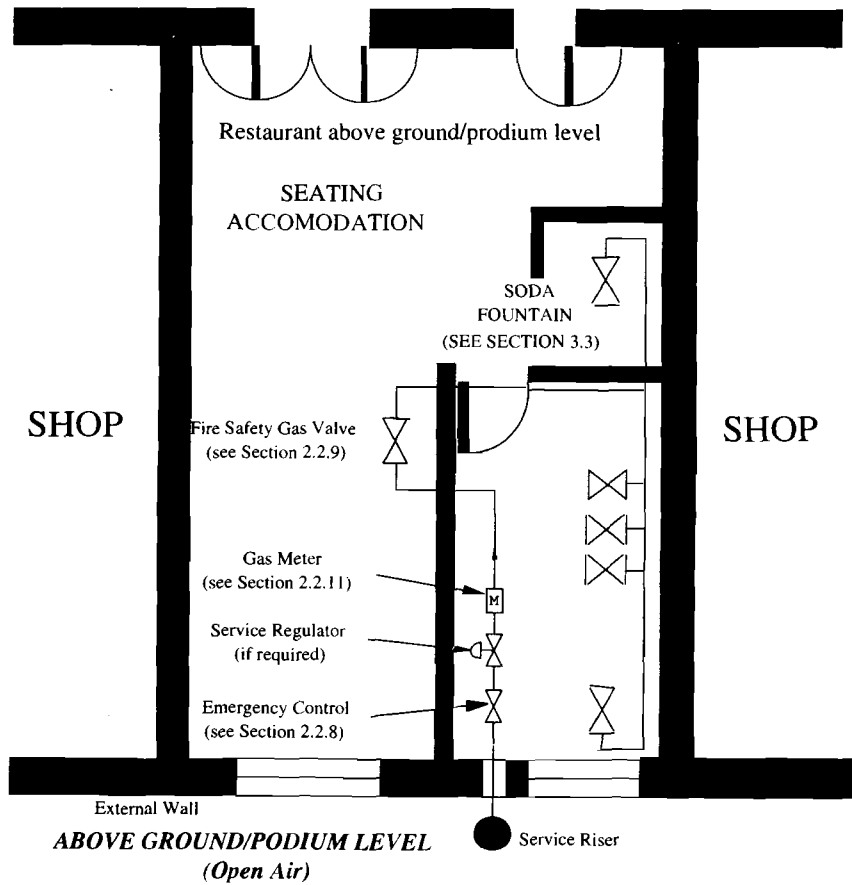 Restaurant above ground/prodium level
SEATING
ACCOMODATION
SODA
FOUNTAIN
(SEE SECTION 3.3)
SHOP
Fire Safety Gas Valve
(see Section 2.2.9)
SHOP
Gas Meter
(see Section 2.2.11)
M
Service Regulator
(if required)
Emergency Control
(see Section 2.2.8)
External Wall
ABOVE GROUND/PODIUM LEVEL
(Open Air)
Service Riser